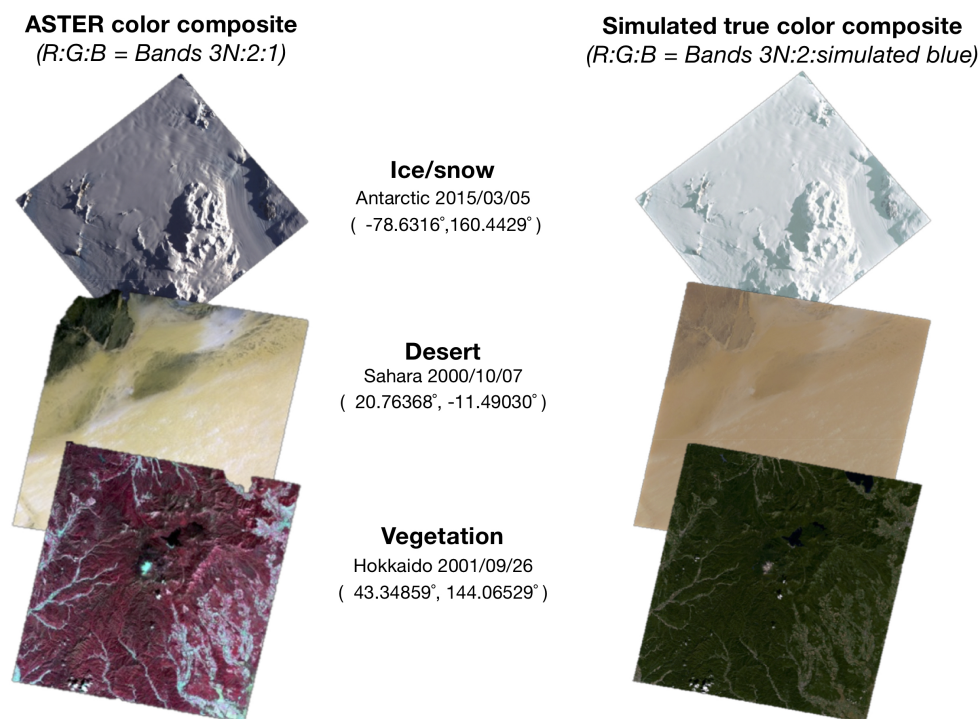 ASTER color composite
(R:G:B = Bands 3N:2:1)
Simulated true color composite
(R:G:B = Bands 3N:2:simulated blue)
Ice/snow
Antarctic 2015/03/05
( -78.6316°,160.4429° )
Desert
Sahara 2000/10/07
( 20.76368°, -11.49030° )
Vegetation
Hokkaido 2001/09/26
( 43.34859°, 144.06529° )